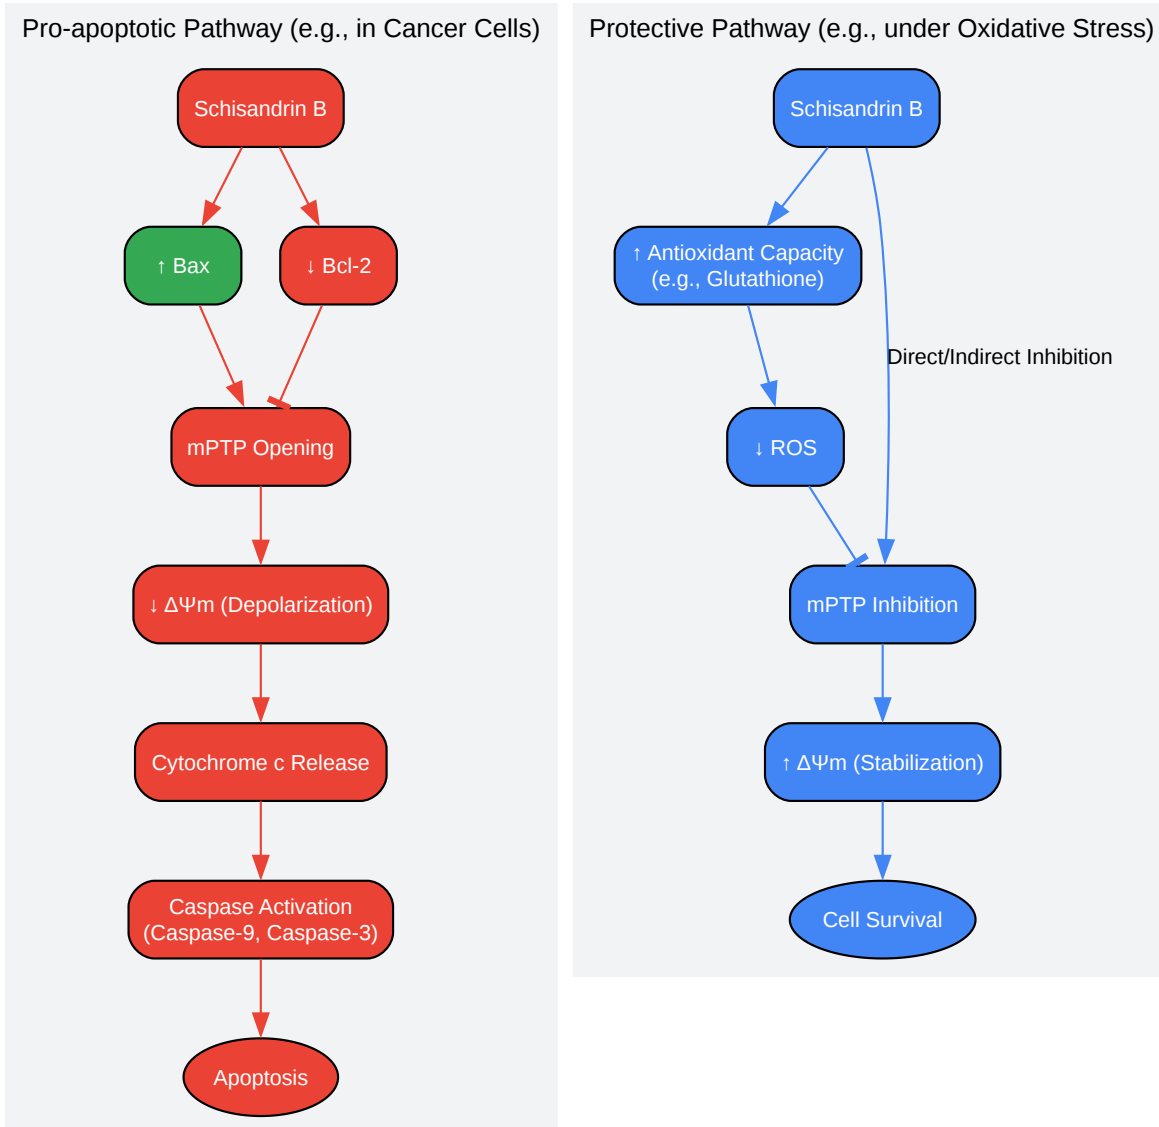 Pro-apoptotic Pathway (e.g., in Cancer Cells)
Schisandrin B
↑ Bax
↓ Bcl-2
mPTP Opening
↓ ΔΨm (Depolarization)
Cytochrome c Release
Caspase Activation
(Caspase-9, Caspase-3)
Apoptosis
Protective Pathway (e.g., under Oxidative Stress)
Schisandrin B
↑ Antioxidant Capacity
(e.g., Glutathione)
Direct/Indirect Inhibition
↓ ROS
mPTP Inhibition
↑ ΔΨm (Stabilization)
Cell Survival